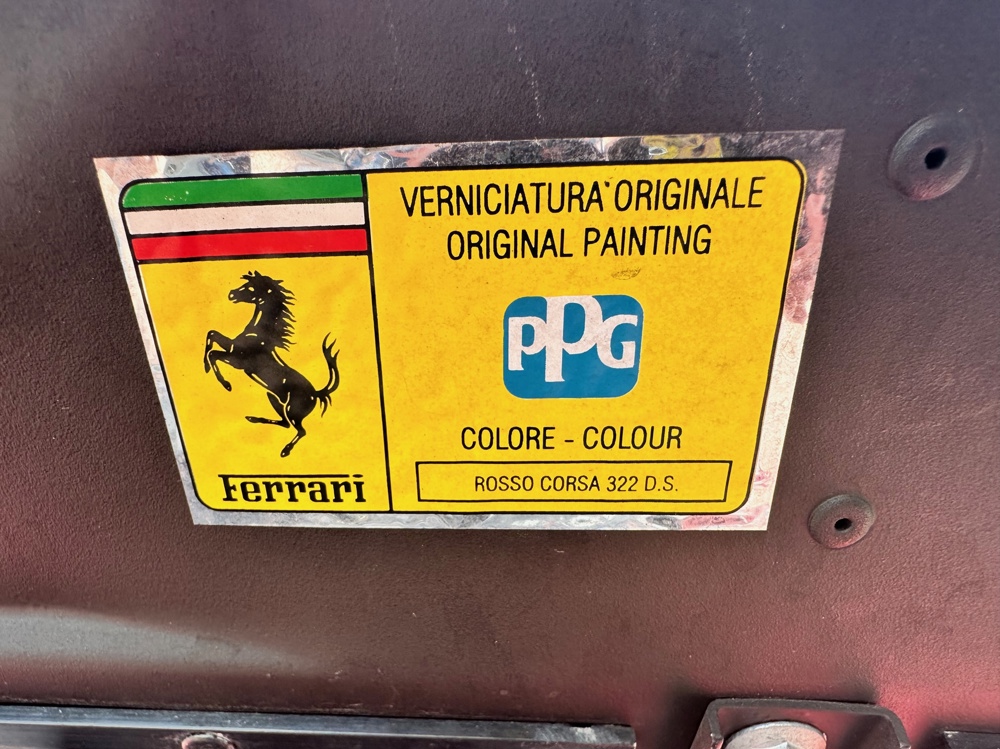 VERNICIATURA ORIGINALE
ORIGINAL PAINTING
PPG
COLORE - COLOUR
ROSSO CORSA 322 D.S.
Ferrari